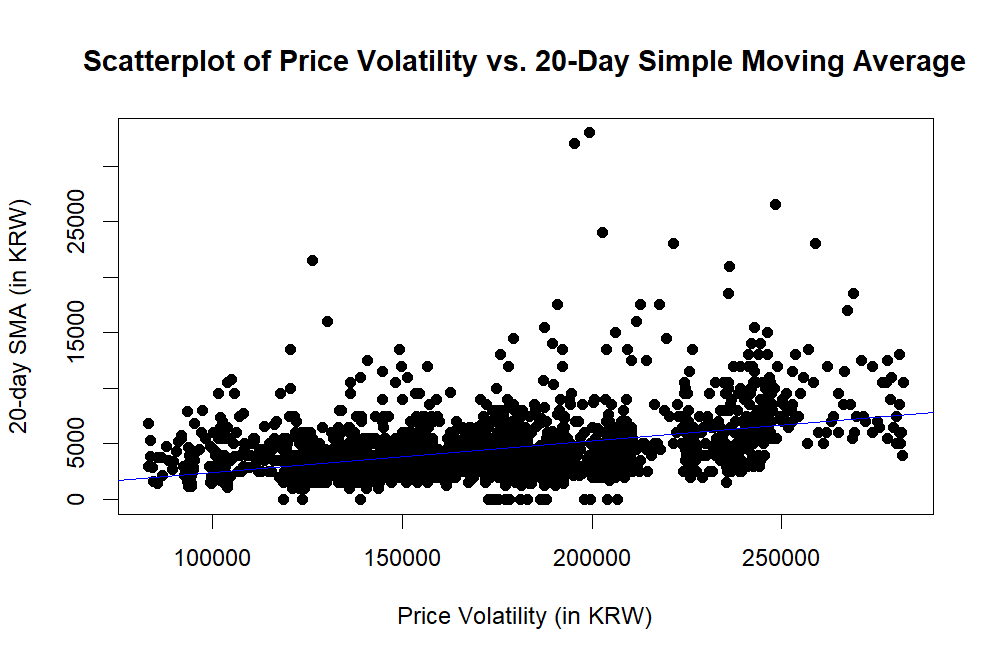 Scatterplot of Price Volatility vs. 20-Day Simple Moving Average
20-day SMA (in KRW)
25000
15000
5000
0
100000 150000 200000 250000
Price Volatility (in KRW)